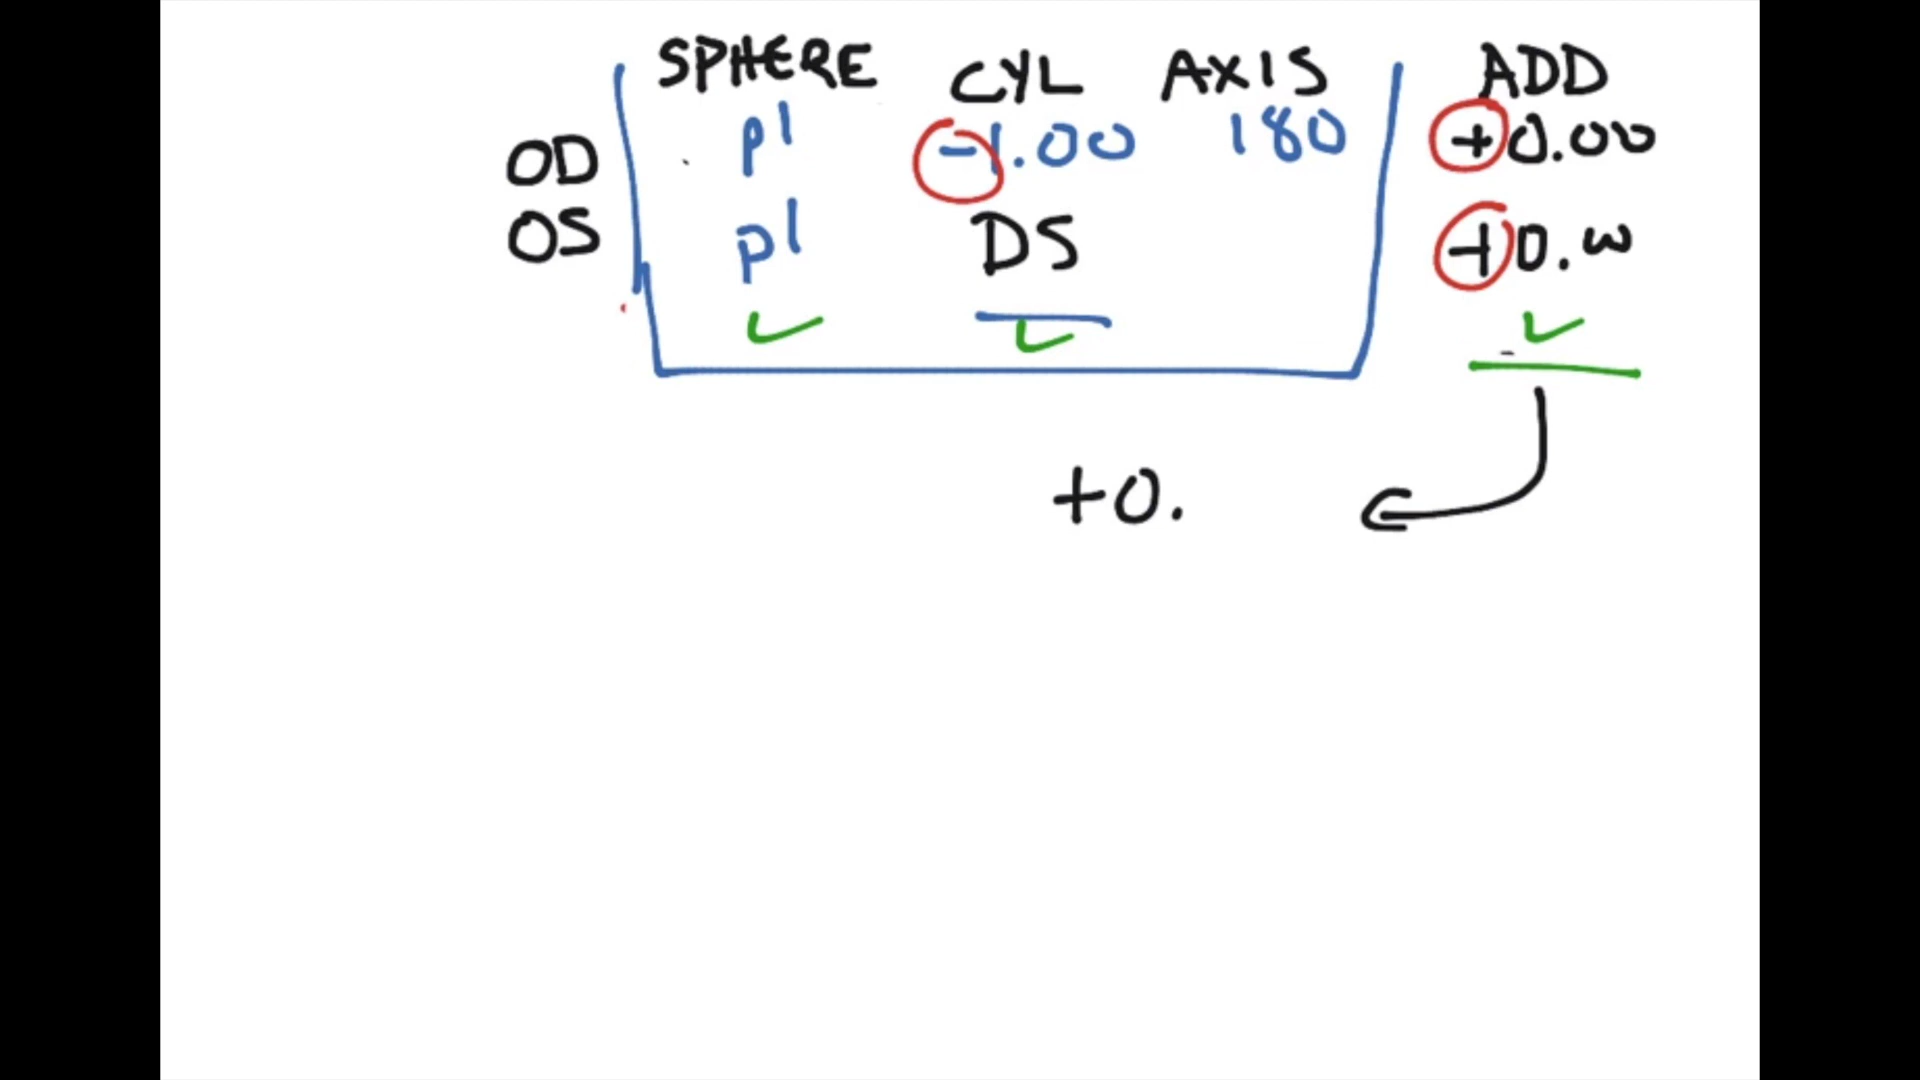 SPHERE CYL AXIS ADD
OD pl -1.00 180 +0.00
OS pl DS +0.00
+0.